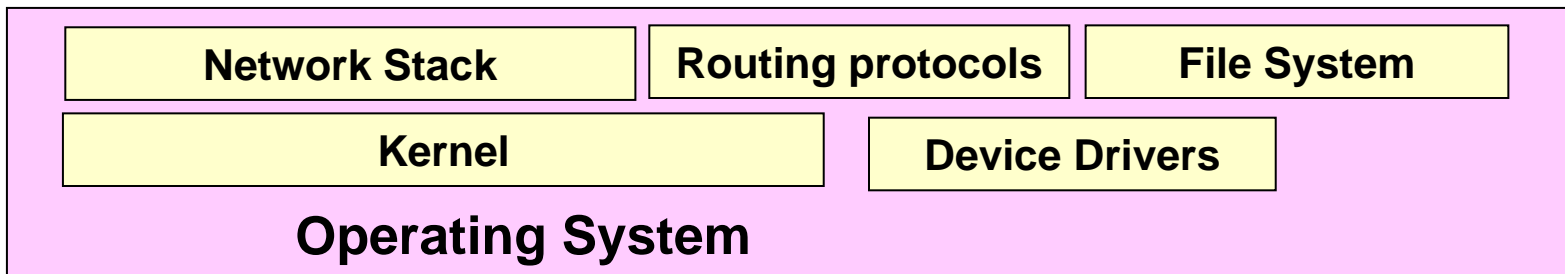 Network Stack
Routing protocols
File System
Kernel
Device Drivers
Operating System